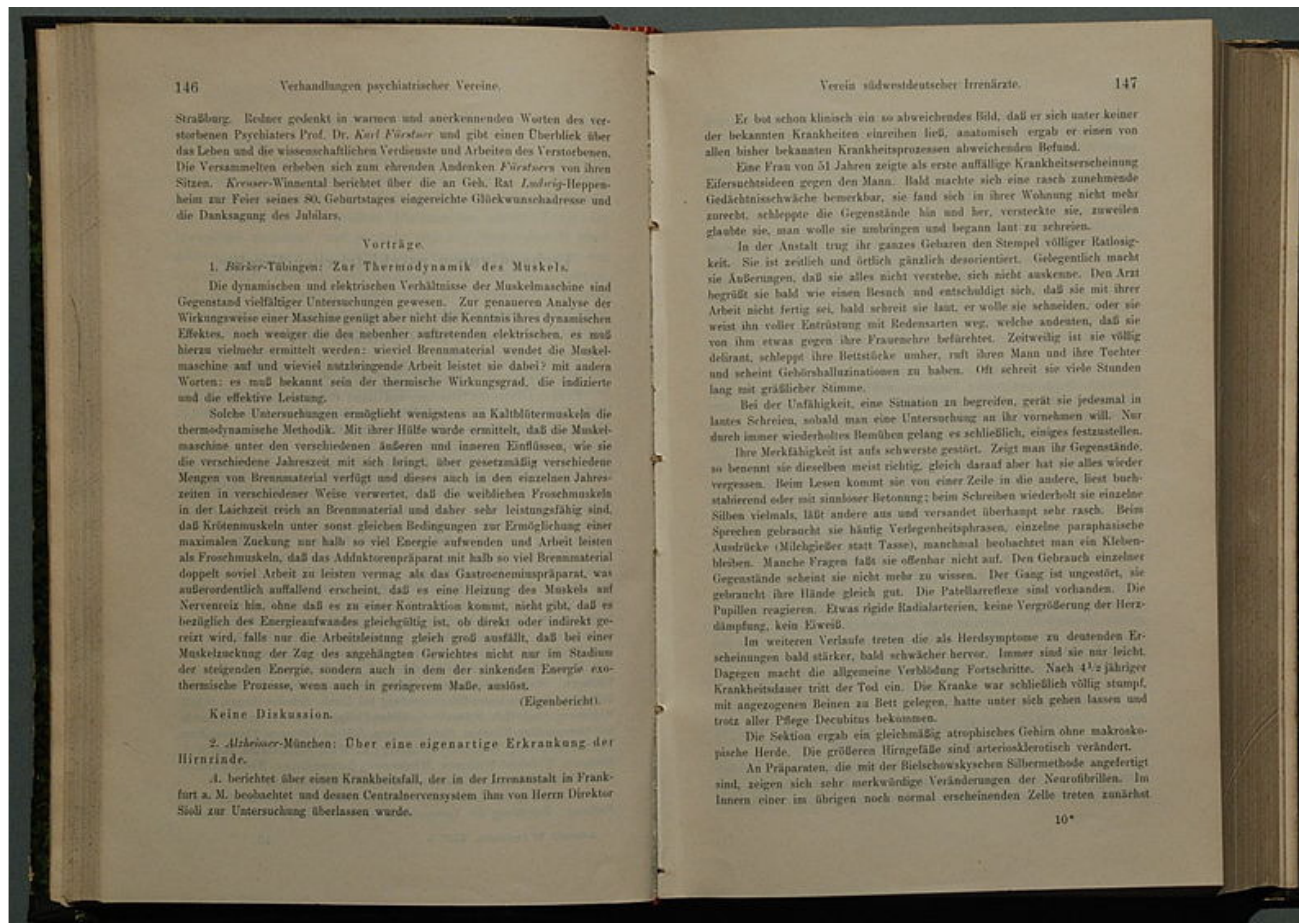 146 Verhandlungen psychiatrischer Vereine.
Straßburg. Redner gedenkt in warmen und anerkennenden Worten des ver-
storbenen Psychiaters Prof. Dr. Karl Fürstner und gibt einen Überblick über
das Leben und die wissenschaftlichen Verdienste und Arbeiten des Verstorbenen.
Die Versammelten erheben sich zum ehrenden Andenken Fürstners von ihren
Sitzen. Kreuser-Winnental berichtet über die an Geh. Rat Ludwig-Heppen-
heim zur Feier seines 80. Geburtstages eingereichte Glückwunschadresse und
die Danksagung des Jubilars.
Vorträge.
1. Bürker-Tübingen: Zur Thermodynamik des Muskels.
Die dynamischen und elektrischen Verhältnisse der Muskelmaschine sind
Gegenstand vielfältiger Untersuchungen gewesen. Zur genaueren Analyse der
Wirkungsweise einer Maschine genügt aber nicht die Kenntnis ihres dynamischen
Effektes, noch weniger die des nebenher auftretenden elektrischen, es muß
hierzu vielmehr ermittelt werden: wieviel Brennmaterial wendet die Muskel-
maschine auf und wieviel nutzbringende Arbeit leistet sie dabei? mit andern
Worten: es muß bekannt sein der thermische Wirkungsgrad, die indizierte
und die effektive Leistung.
Solche Untersuchungen ermöglicht wenigstens an Kaltblütermuskeln die
thermodynamische Methodik. Mit ihrer Hülfe wurde ermittelt, daß die Muskel-
maschine unter den verschiedenen äußeren und inneren Einflüssen, wie sie
die verschiedene Jahreszeit mit sich bringt, über gesetzmäßig verschiedene
Mengen von Brennmaterial verfügt und dieses auch in den einzelnen Jahres-
zeiten in verschiedener Weise verwertet, daß die weiblichen Froschmuskeln
in der Laichzeit reich an Brennmaterial und daher sehr leistungsfähig sind,
daß Krötenmuskeln unter sonst gleichen Bedingungen zur Ermöglichung einer
maximalen Zuckung nur halb so viel Energie aufwenden und Arbeit leisten
als Froschmuskeln, daß das Adduktorenpräparat mit halb so viel Brennmaterial
doppelt soviel Arbeit zu leisten vermag als das Gastrocnemiuspräparat, was
außerordentlich auffallend erscheint, daß es eine Heizung des Muskels auf
Nervenreiz hin, ohne daß es zu einer Kontraktion kommt, nicht gibt, daß es
bezüglich des Energieaufwandes gleichgültig ist, ob direkt oder indirekt ge-
reizt wird, falls nur die Arbeitsleistung gleich groß ausfällt, daß bei einer
Muskelzuckung der Zug des angehängten Gewichtes nicht nur im Stadium
der steigenden Energie, sondern auch in dem der sinkenden Energie exo-
thermische Prozesse, wenn auch in geringerem Maße, auslöst.
(Eigenbericht).
Keine Diskussion.
2. Alzheimer-München: Über eine eigenartige Erkrankung der
Hirnrinde.
A. berichtet über einen Krankheitsfall, der in der Irrenanstalt in Frank-
furt a. M. beobachtet und dessen Centralnervensystem ihm von Herrn Direktor
Sioli zur Untersuchung überlassen wurde.
Verein südwestdeutscher Irrenärzte. 147
Er bot schon klinisch ein so abweichendes Bild, daß er sich unter keiner
der bekannten Krankheiten einreihen ließ, anatomisch ergab er einen von
allen bisher bekannten Krankheitsprozessen abweichenden Befund.
Eine Frau von 51 Jahren zeigte als erste auffällige Krankheitserscheinung
Eifersuchtsideen gegen den Mann. Bald machte sich eine rasch zunehmende
Gedächtnisschwäche bemerkbar, sie fand sich in ihrer Wohnung nicht mehr
zurecht, schleppte die Gegenstände hin und her, versteckte sie, zuweilen
glaubte sie, man wolle sie umbringen und begann laut zu schreien.
In der Anstalt trug ihr ganzes Gebaren den Stempel völliger Ratlosig-
keit. Sie ist zeitlich und örtlich gänzlich desorientiert. Gelegentlich macht
sie Äußerungen, daß sie alles nicht verstehe, sich nicht auskenne. Den Arzt
begrüßt sie bald wie einen Besuch und entschuldigt sich, daß sie mit ihrer
Arbeit nicht fertig sei, bald schreit sie laut, er wolle sie schneiden, oder sie
weist ihn voller Entrüstung mit Redensarten weg, welche andeuten, daß sie
von ihm etwas gegen ihre Frauenehre befürchtet. Zeitweilig ist sie völlig
delirant, schleppt ihre Bettstücke umher, ruft ihren Mann und ihre Tochter
und scheint Gehörshalluzinationen zu haben. Oft schreit sie viele Stunden
lang mit gräßlicher Stimme.
Bei der Unfähigkeit, eine Situation zu begreifen, gerät sie jedesmal in
lautes Schreien, sobald man eine Untersuchung an ihr vornehmen will. Nur
durch immer wiederholtes Bemühen gelang es schließlich, einiges festzustellen.
Ihre Merkfähigkeit ist aufs schwerste gestört. Zeigt man ihr Gegenstände,
so benennt sie dieselben meist richtig, gleich darauf aber hat sie alles wieder
vergessen. Beim Lesen kommt sie von einer Zeile in die andere, liest buch-
stabierend oder mit sinnloser Betonung; beim Schreiben wiederholt sie einzelne
Silben vielmals, läßt andere aus und versandet überhaupt sehr rasch. Beim
Sprechen gebraucht sie häufig Verlegenheitsphrasen, einzelne paraphasische
Ausdrücke (Milchgießer statt Tasse), manchmal beobachtet man ein Kleben-
bleiben. Manche Fragen faßt sie offenbar nicht auf. Den Gebrauch einzelner
Gegenstände scheint sie nicht mehr zu wissen. Der Gang ist ungestört, sie
gebraucht ihre Hände gleich gut. Die Patellarreflexe sind vorhanden. Die
Pupillen reagieren. Etwas rigide Radialarterien, keine Vergrößerung der Herz-
dämpfung, kein Eiweiß.
Im weiteren Verlaufe treten die als Herdsymptome zu deutenden Er-
scheinungen bald stärker, bald schwächer hervor. Immer sind sie nur leicht.
Dagegen macht die allgemeine Verblödung Fortschritte. Nach 4½ jähriger
Krankheitsdauer tritt der Tod ein. Die Kranke war schließlich völlig stumpf,
mit angezogenen Beinen zu Bett gelegen, hatte unter sich gehen lassen und
trotz aller Pflege Decubitus bekommen.
Die Sektion ergab ein gleichmäßig atrophisches Gehirn ohne makrosko-
pische Herde. Die größeren Hirngefäße sind arteriosklerotisch verändert.
An Präparaten, die mit der Bielschowskyschen Silbermethode angefertigt
sind, zeigen sich sehr merkwürdige Veränderungen der Neurofibrillen. Im
Innern einer im übrigen noch normal erscheinenden Zelle treten zunächst
10*